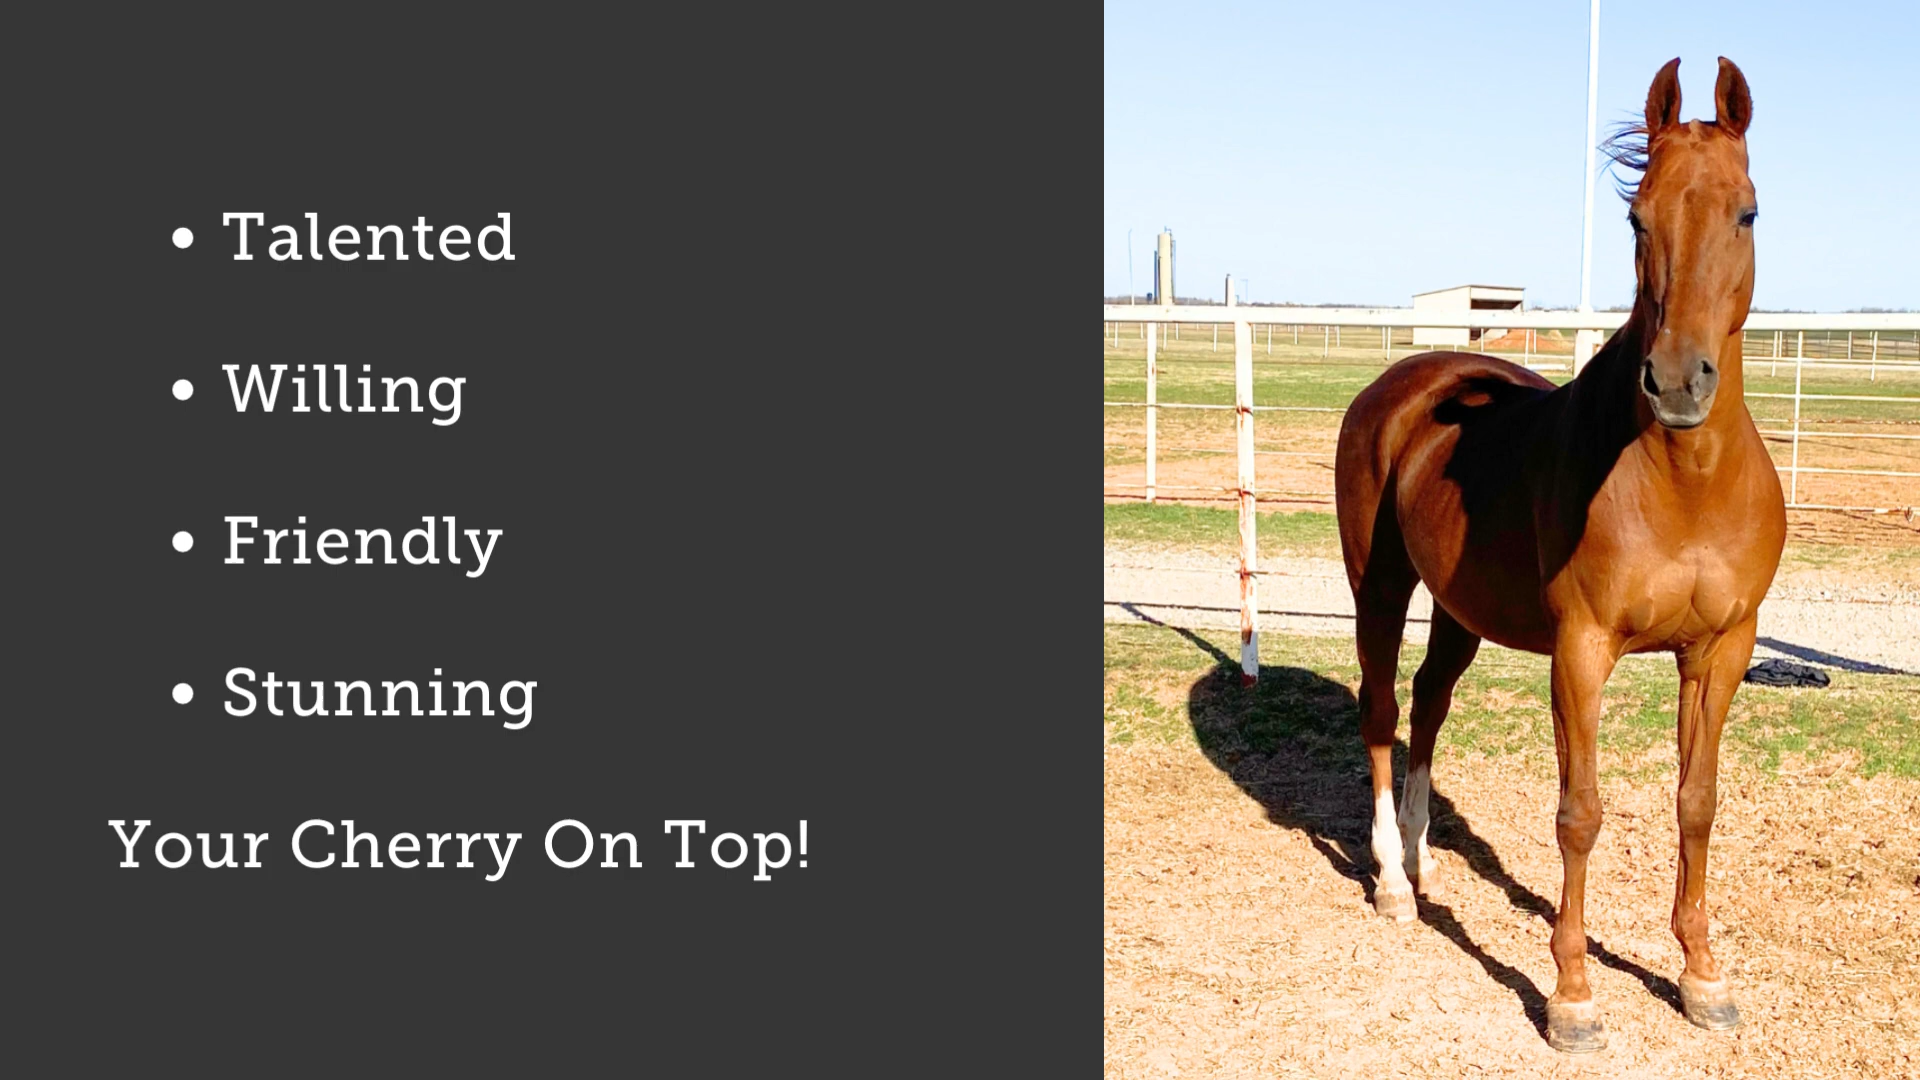 • Talented
• Willing
• Friendly
• Stunning
Your Cherry On Top!